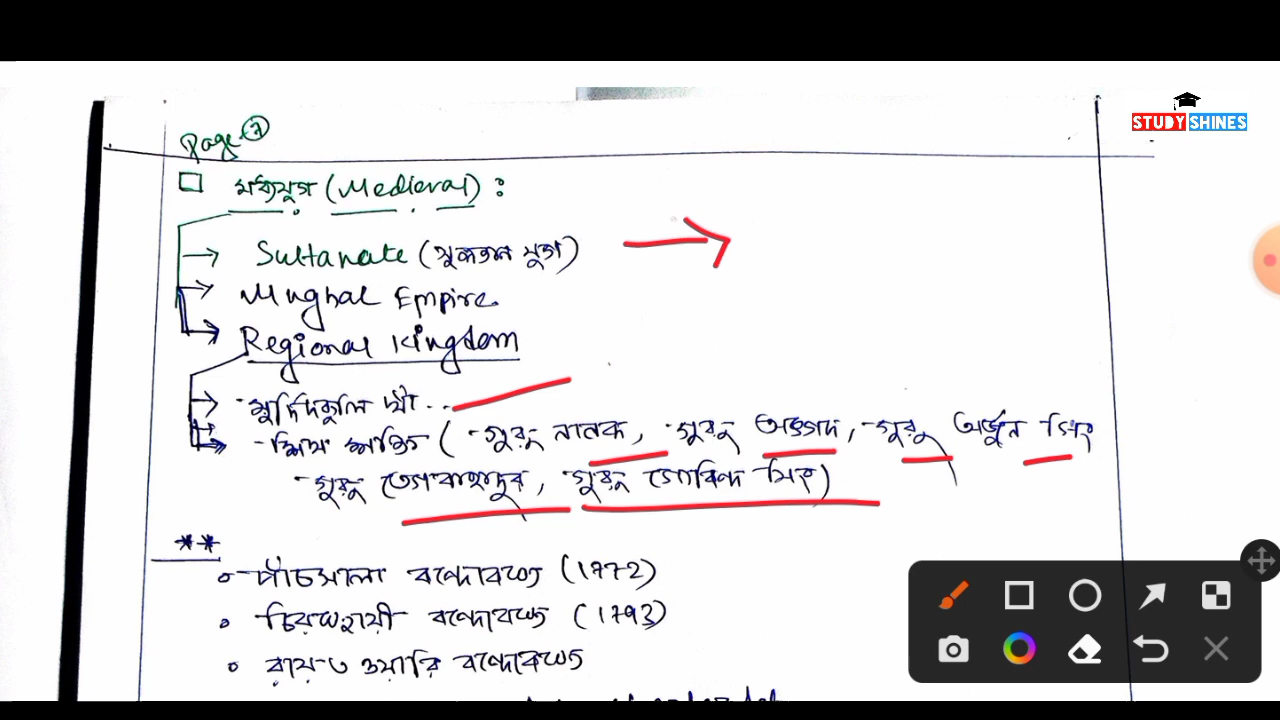 STUDY SHINES
Page-7
মধ্যযুগ (Medieval) :
→ Sultanate (সুলতান যুগ)
→ Mughal Empire
→ Regional Kingdom
→ মুর্শিদকুলি খাঁ . . .
→ শিখ শক্তি ( গুরু নানক, গুরু অঙ্গদ, গুরু অর্জুন সিং
গুরু তেগবাহাদুর, গুরু গোবিন্দ সিং)
**
পাঁচসালা বন্দোবস্ত (1772)
চিরস্থায়ী বন্দোবস্ত (1793)
রায়তওয়ারি বন্দোবস্ত